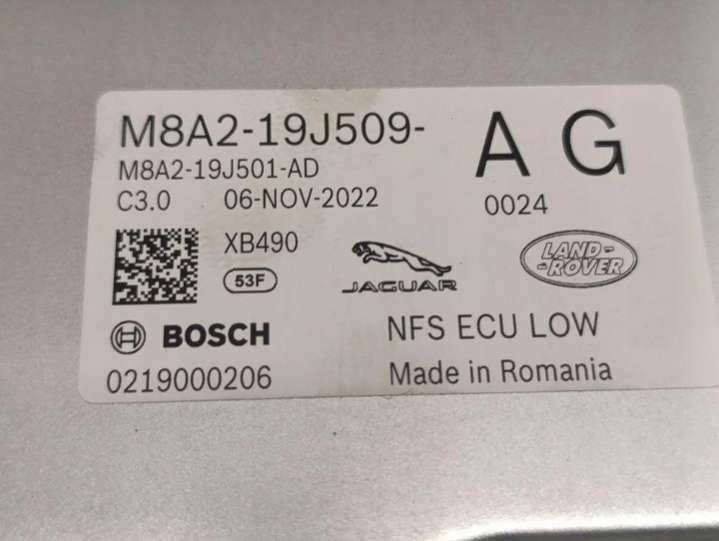 M8A2-19J509- AG
M8A2-19J501-AD
C3.0 06-NOV-2022 0024
XB490
53F
JAGUAR
LAND-
-ROVER
BOSCH NFS ECU LOW
0219000206 Made in Romania